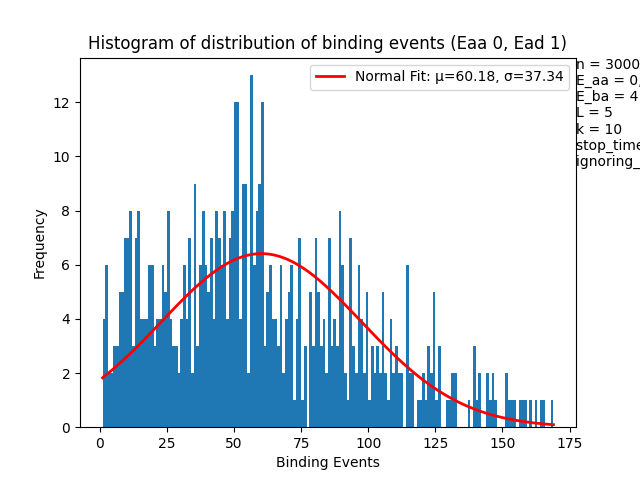 Histogram of distribution of binding events (Eaa 0, Ead 1)
Normal Fit: μ=60.18, σ=37.34
n = 3000
E_aa = 0,
E_ba = 4
L = 5
k = 10
stop_time
ignoring_
Frequency
12
10
8
6
4
2
0
0 25 50 75 100 125 150 175
Binding Events